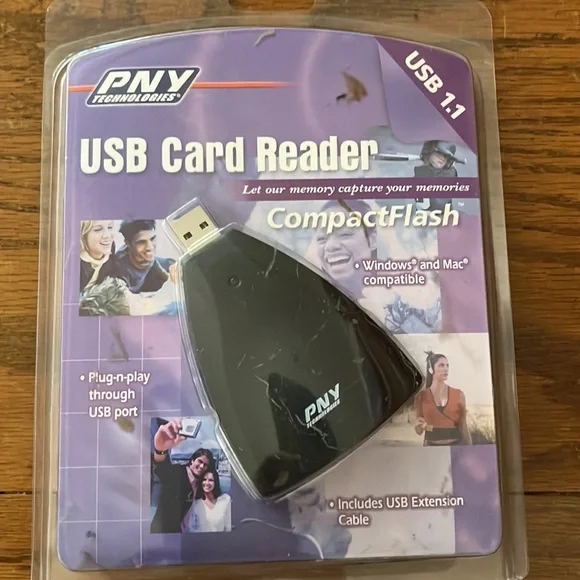 PNY
TECHNOLOGIES®
USB 1.1
USB Card Reader
Let our memory capture your memories
CompactFlash™
• Windows® and Mac®
compatible
• Plug-n-play
through
USB port
PNY
TECHNOLOGIES
• Includes USB Extension
Cable